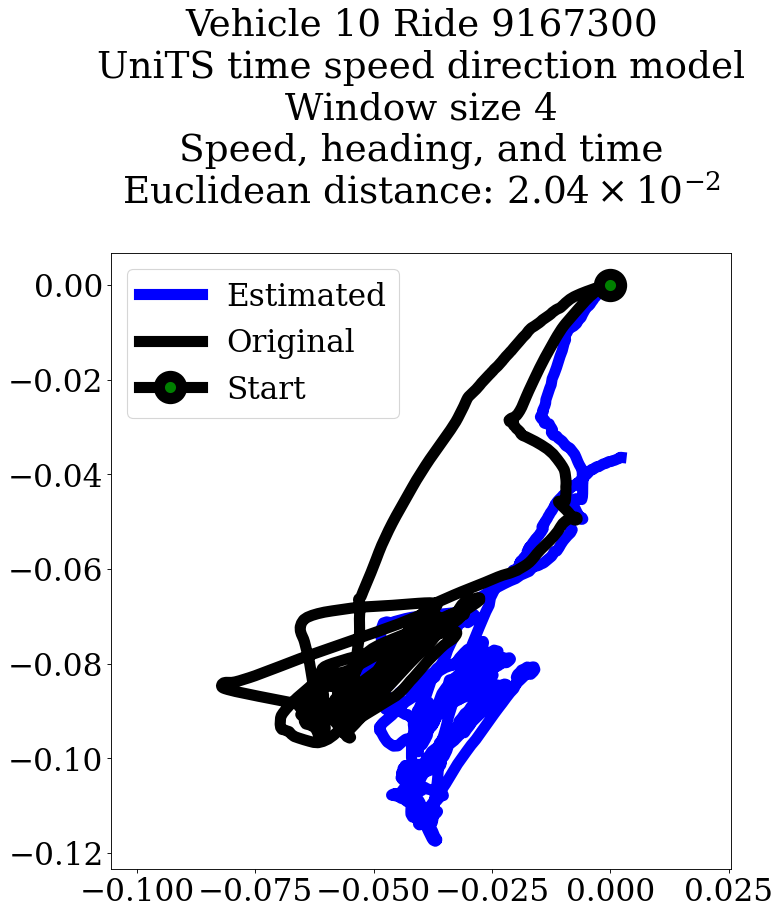 Vehicle 10 Ride 9167300
UniTS time speed direction model
Window size 4
Speed, heading, and time
Euclidean distance: 2.04 × 10⁻²
Estimated
Original
Start
0.00
−0.02
−0.04
−0.06
−0.08
−0.10
−0.12
−0.100 −0.075 −0.050 −0.025 0.000 0.025